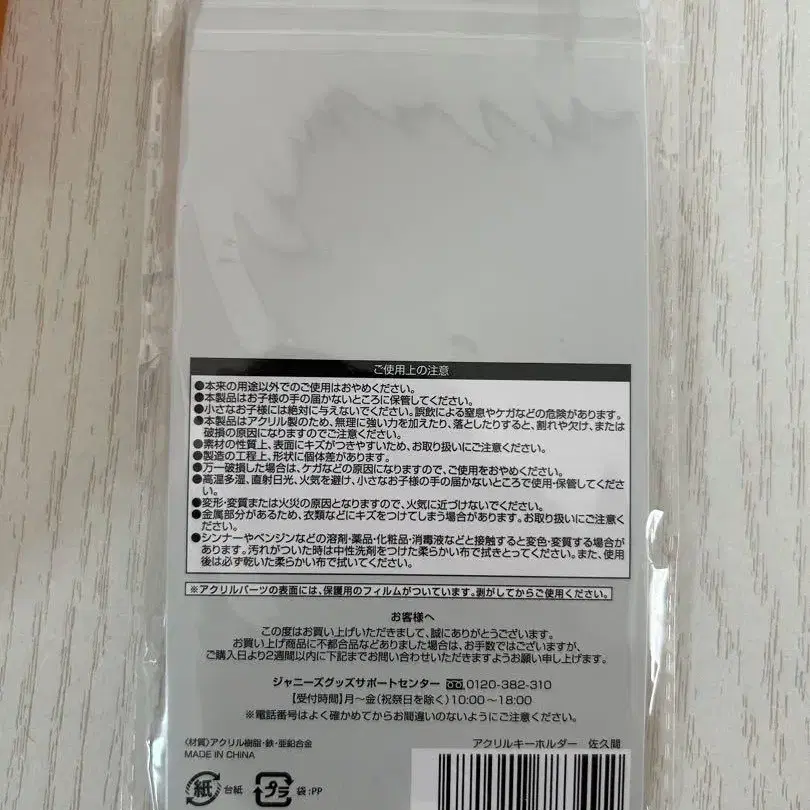 ご使用上の注意
●本来の用途以外でのご使用はおやめください。
●本製品はお子様の手の届かないところに保管してください。
●小さなお子様には絶対に与えないでください。誤飲による窒息やケガなどの危険があります。
●本製品はアクリル製のため、無理に強い力を加えたり、落としたりすると、割れや欠け、または
破損の原因になりますのでご注意ください。
●素材の性質上、表面にキズがつきやすいため、お取り扱いにご注意ください。
●製造の工程上、形状に個体差があります。
●万一破損した場合は、ケガなどの原因になりますので、ご使用をおやめください。
●高温多湿、直射日光、火気を避け、小さなお子様の手の届かないところで使用・保管してくださ
い。
●変形・変質または火災の原因となりますので、火気に近づけないでください。
●金属部分があるため、衣類などにキズをつけてしまう場合があります。お取り扱いにご注意く
ださい。
●シンナーやベンジンなどの溶剤・薬品・化粧品・消毒液などと接触すると変色・変質する場合が
あります。汚れがついた時は中性洗剤をつけた柔らかい布で拭きとってください。また、使用
後は必ず乾いた柔らかい布で拭いてください。
※アクリルパーツの表面には、保護用のフィルムがついています。剥がしてからご使用ください。
お客様へ
この度はお買い上げいただきまして、誠にありがとうございます。
お買い上げ商品に不都合品などありました場合は、お手数ではございますが、
ご購入日より2週間以内に下記までお問い合わせいただきますようお願い申し上げます。
ジャニーズグッズサポートセンター 0120-382-310
【受付時間】月～金(祝祭日を除く)10:00～18:00
※電話番号はよく確かめてからお間違いのないようにご注意ください。
〈材質〉アクリル樹脂・鉄・亜鉛合金
MADE IN CHINA
アクリルキーホルダー 佐久間
紙 台紙 プラ 袋:PP